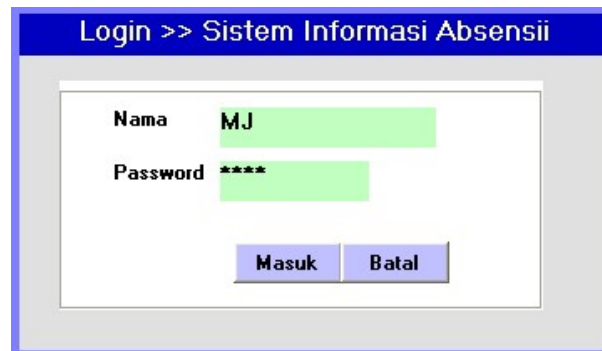 Login >> Sistem Informasi Absensii
Nama MJ
Password ****
Masuk Batal